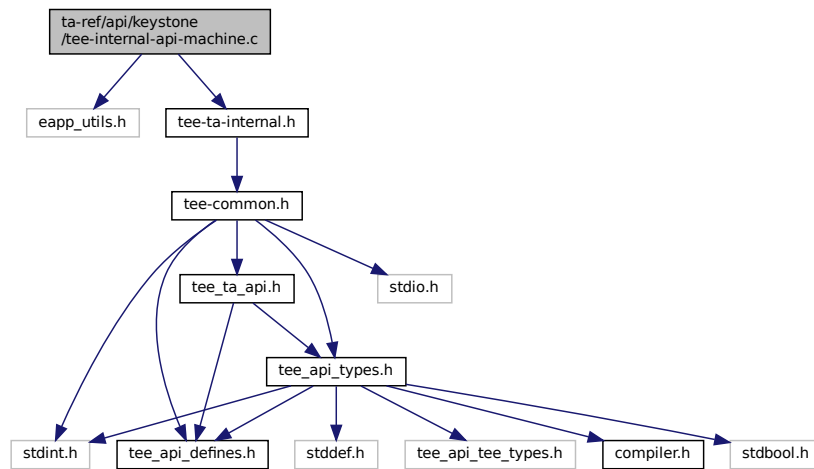 ta-ref/api/keystone
/tee-internal-api-machine.c
eapp_utils.h
tee-ta-internal.h
tee-common.h
tee_ta_api.h
stdio.h
tee_api_types.h
stdint.h
tee_api_defines.h
stddef.h
tee_api_tee_types.h
compiler.h
stdbool.h